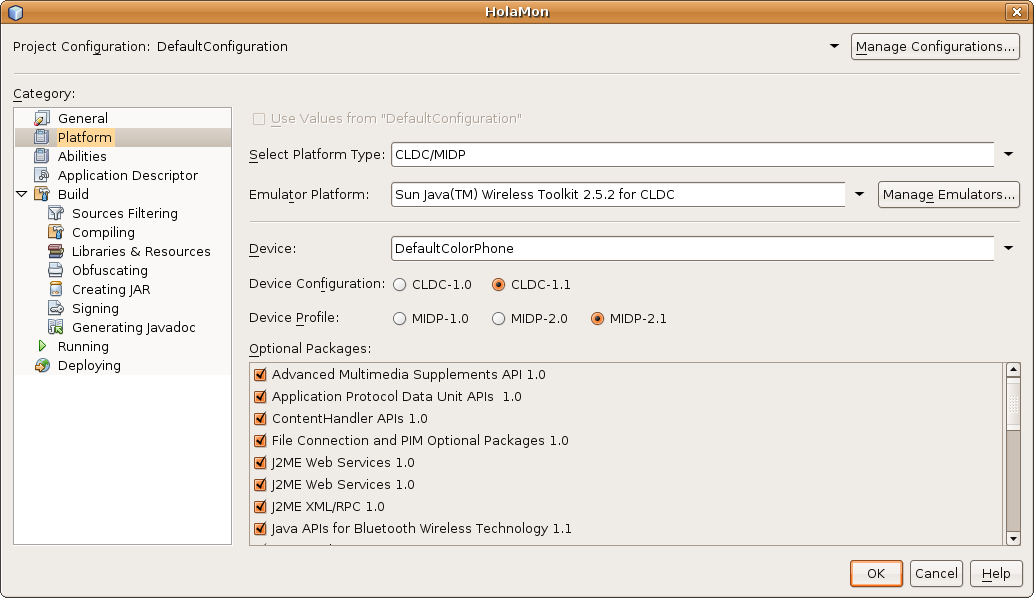 HolaMon
Project Configuration: DefaultConfiguration
Manage Configurations...
Category:
General
Platform
Abilities
Application Descriptor
Build
Sources Filtering
Compiling
Libraries & Resources
Obfuscating
Creating JAR
Signing
Generating Javadoc
Running
Deploying
Use Values from "DefaultConfiguration"
Select Platform Type: CLDC/MIDP
Emulator Platform: Sun Java(TM) Wireless Toolkit 2.5.2 for CLDC
Manage Emulators...
Device: DefaultColorPhone
Device Configuration: CLDC-1.0 CLDC-1.1
Device Profile: MIDP-1.0 MIDP-2.0 MIDP-2.1
Optional Packages:
Advanced Multimedia Supplements API 1.0
Application Protocol Data Unit APIs  1.0
ContentHandler APIs 1.0
File Connection and PIM Optional Packages 1.0
J2ME Web Services 1.0
J2ME Web Services 1.0
J2ME XML/RPC 1.0
Java APIs for Bluetooth Wireless Technology 1.1
OK Cancel Help